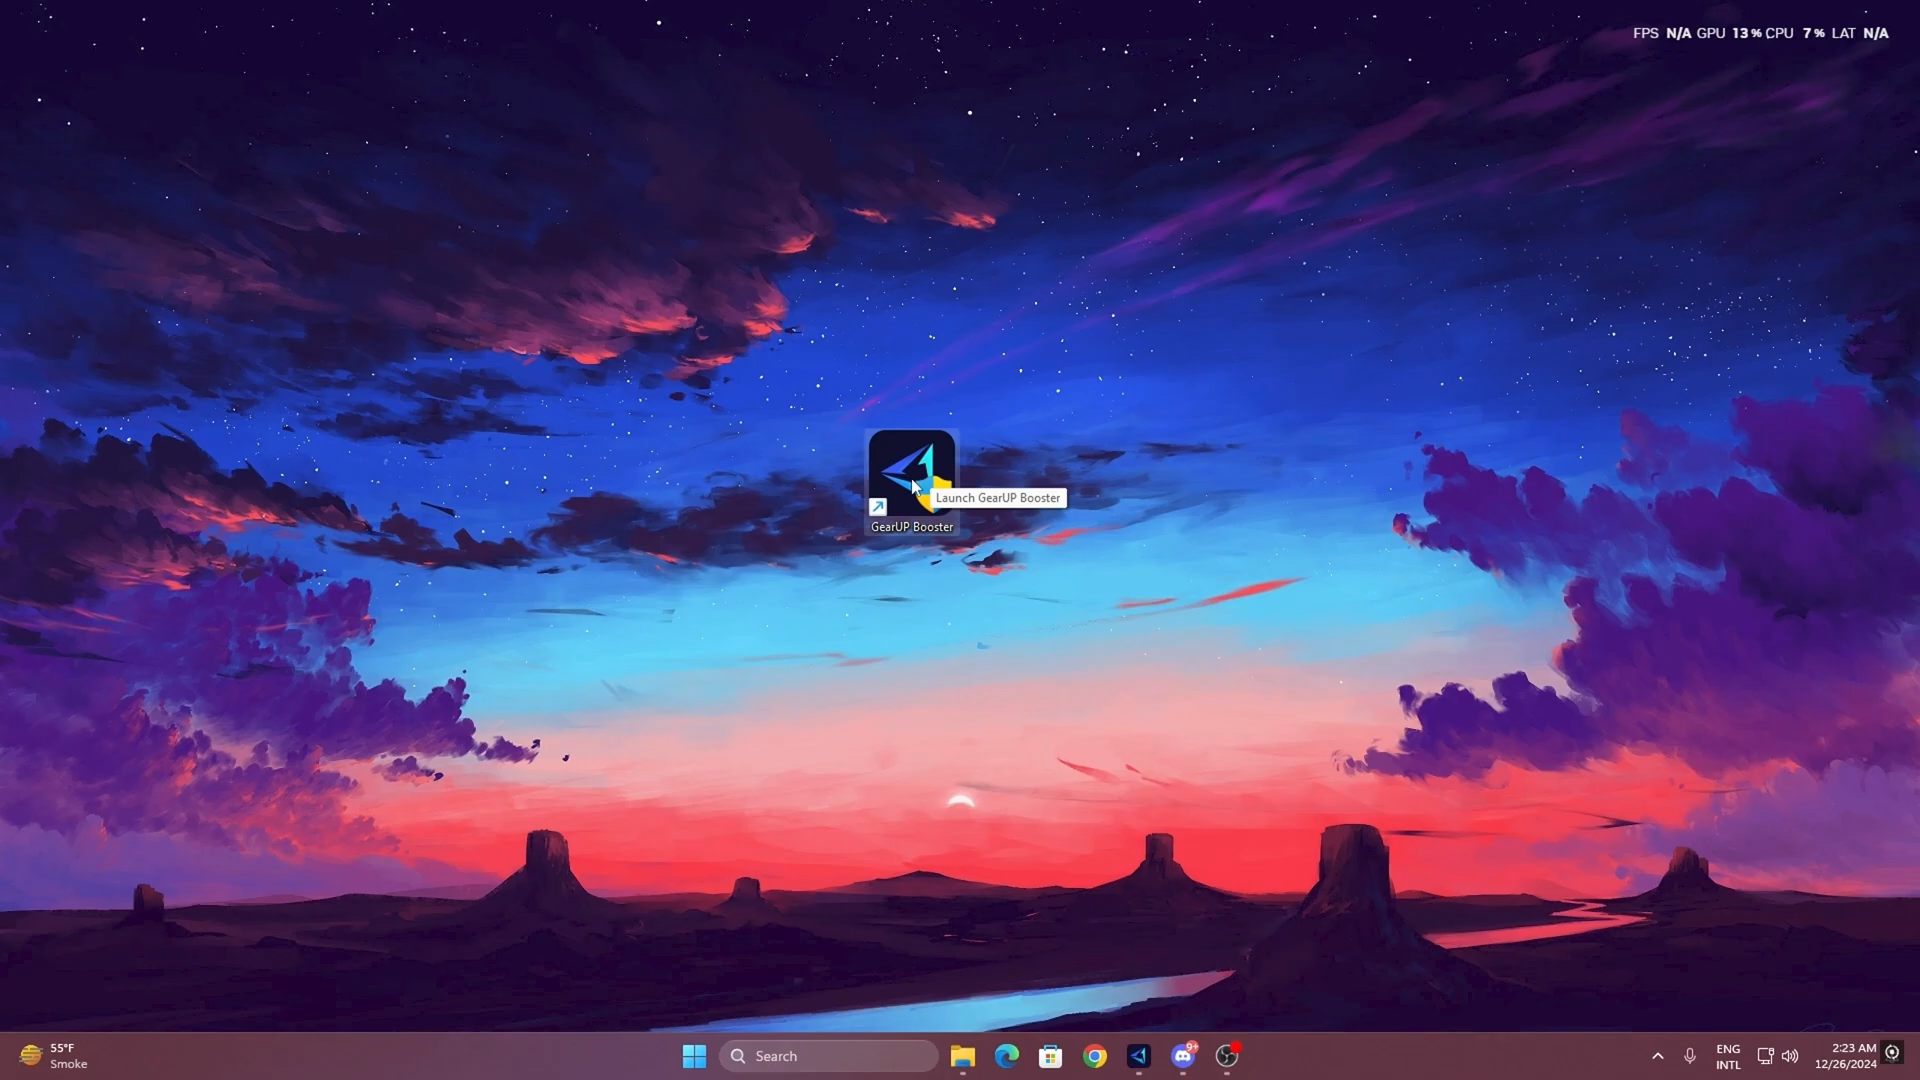 FPS N/A GPU 13% CPU 7% LAT N/A
Launch GearUP Booster
GearUP Booster
55°F
Smoke
Search
9+
ENG
INTL
2:23 AM
12/26/2024